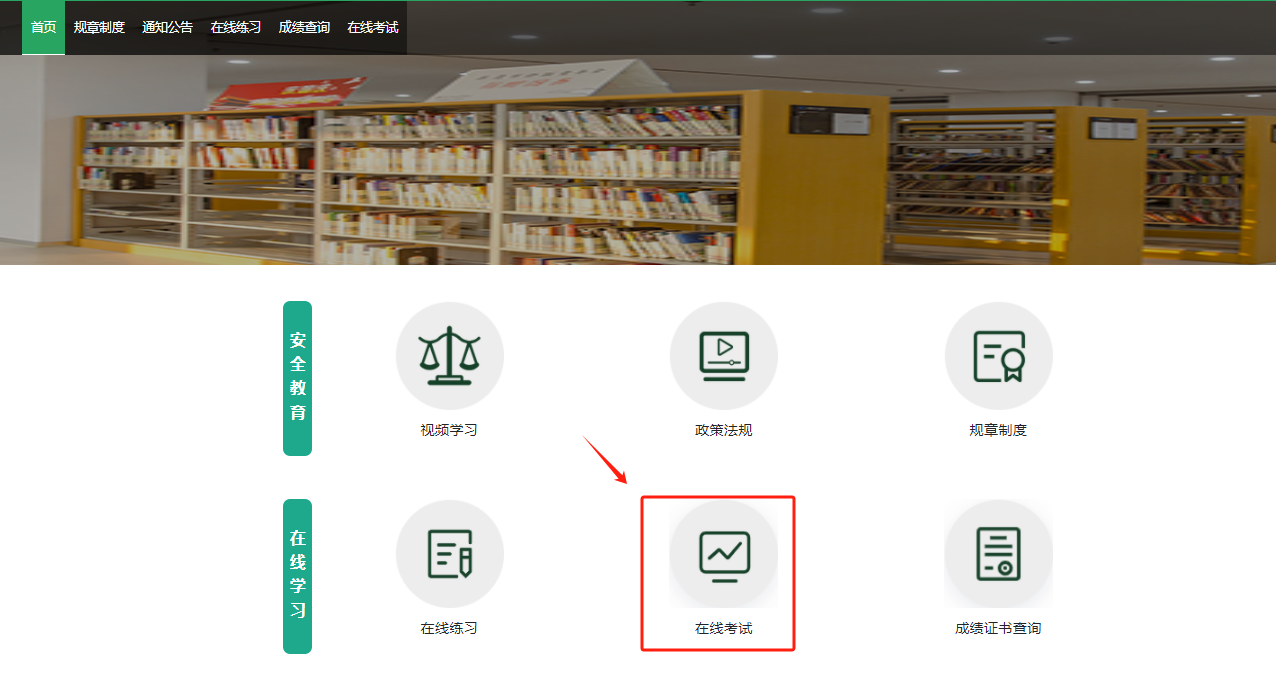 首页 规章制度 通知公告 在线练习 成绩查询 在线考试
安全教育
视频学习 政策法规 规章制度
在线学习
在线练习 在线考试 成绩证书查询